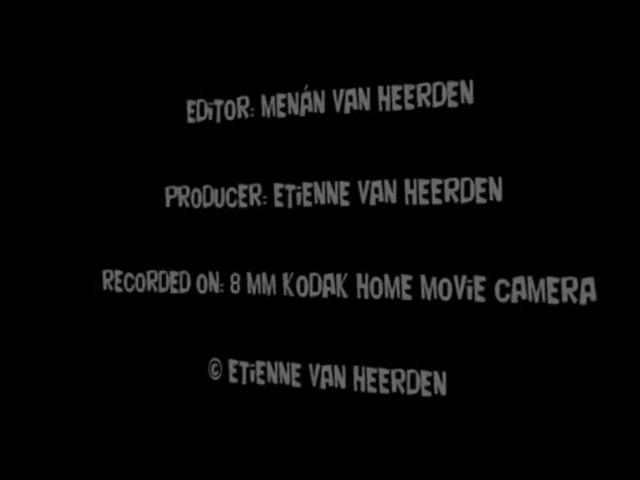 EDiTOR: MENÁN VAN HEERDEN
PRODUCER: ETiENNE VAN HEERDEN
RECORDED ON: 8 MM KODAK HOME MOViE CAMERA
© ETiENNE VAN HEERDEN